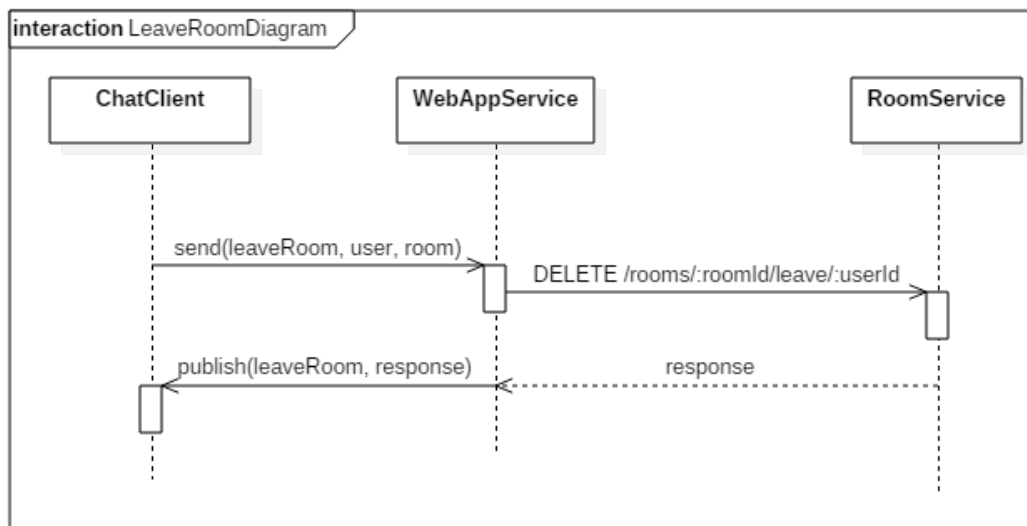 interaction LeaveRoomDiagram
ChatClient
WebAppService
RoomService
send(leaveRoom, user, room)
DELETE /rooms/:roomId/leave/:userId
publish(leaveRoom, response)
response